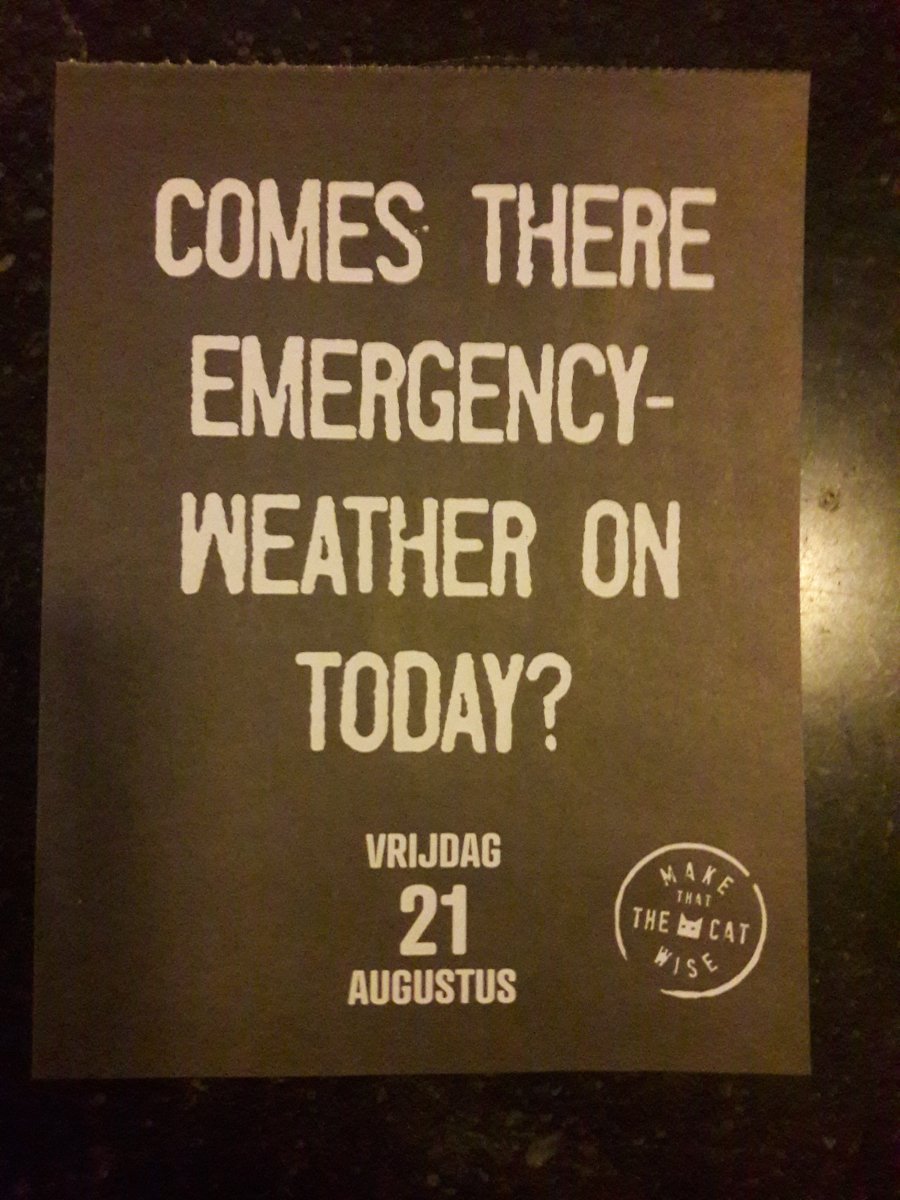 COMES THERE
EMERGENCY-
WEATHER ON
TODAY?
VRIJDAG
21
AUGUSTUS
MAKE
THAT
THE CAT
WISE